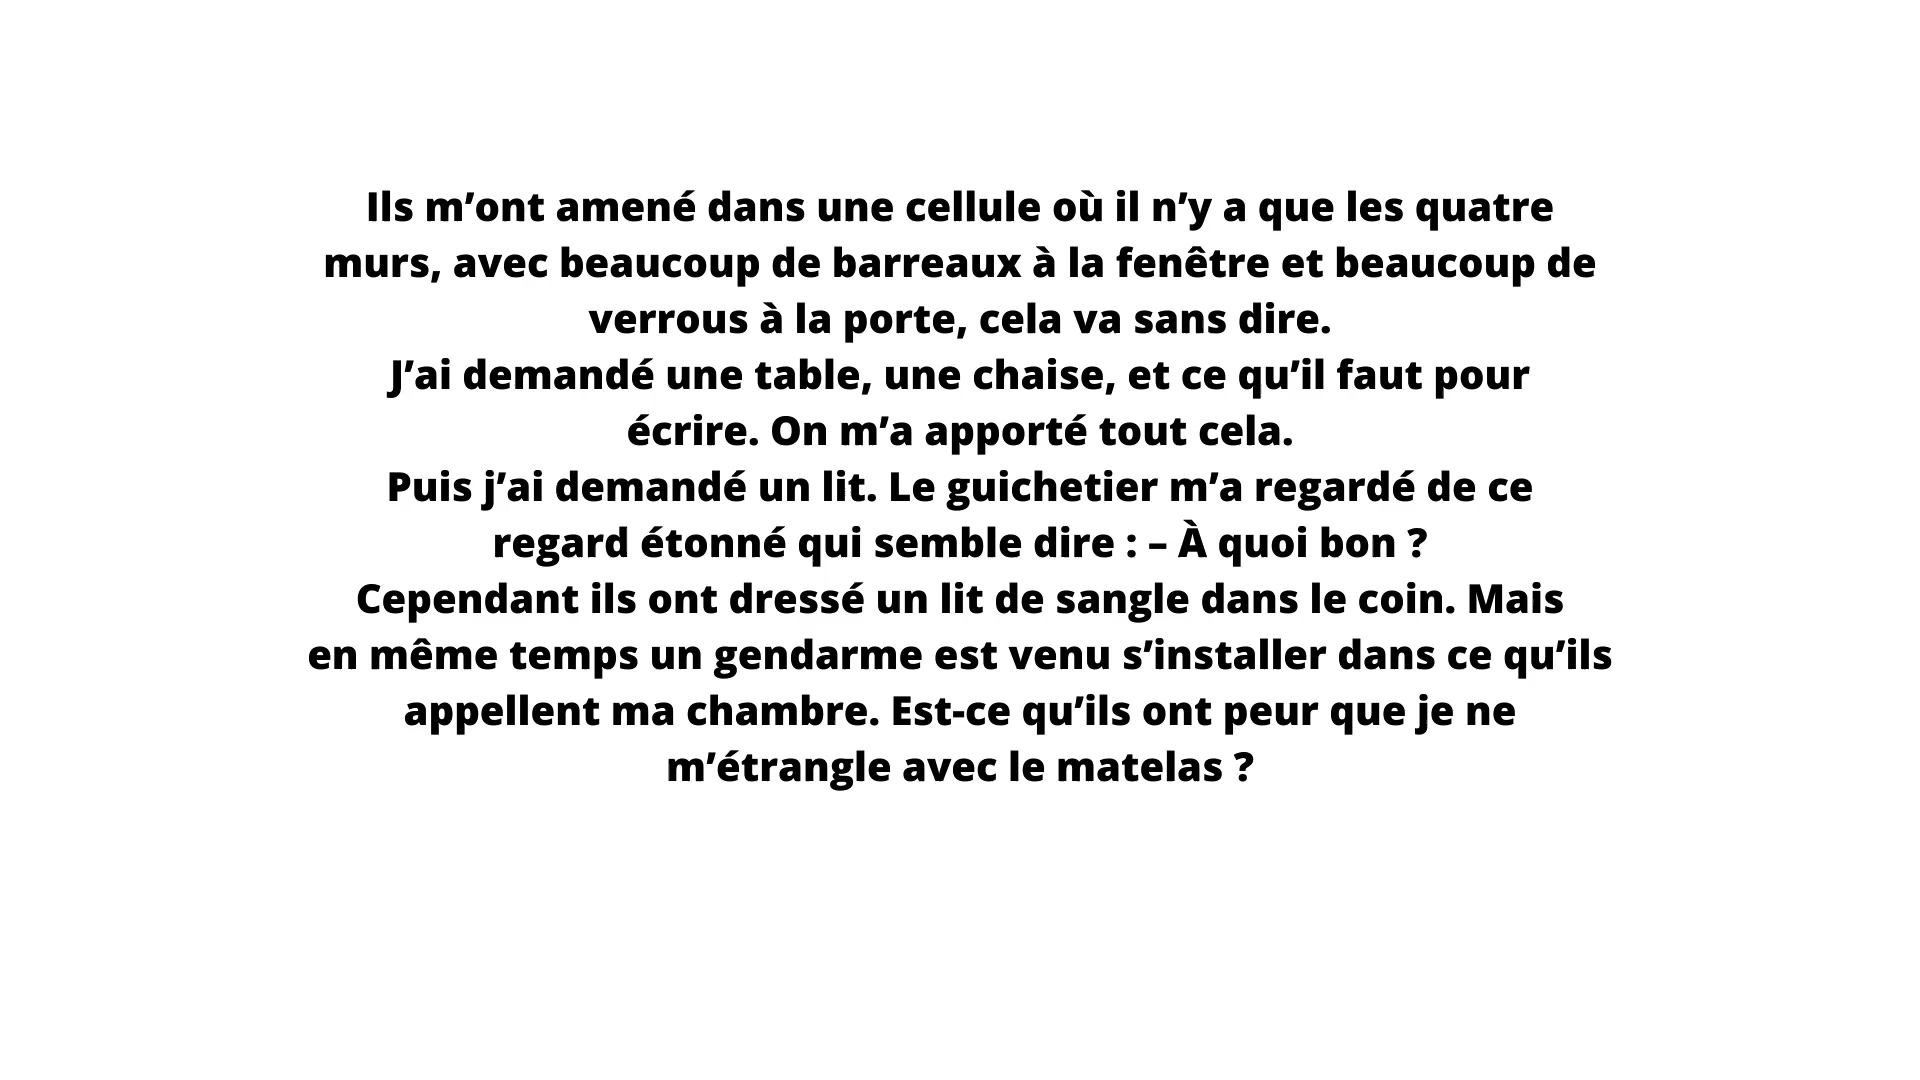 Ils m’ont amené dans une cellule où il n’y a que les quatre
murs, avec beaucoup de barreaux à la fenêtre et beaucoup de
verrous à la porte, cela va sans dire.
J’ai demandé une table, une chaise, et ce qu’il faut pour
écrire. On m’a apporté tout cela.
Puis j’ai demandé un lit. Le guichetier m’a regardé de ce
regard étonné qui semble dire : – À quoi bon ?
Cependant ils ont dressé un lit de sangle dans le coin. Mais
en même temps un gendarme est venu s’installer dans ce qu’ils
appellent ma chambre. Est-ce qu’ils ont peur que je ne
m’étrangle avec le matelas ?